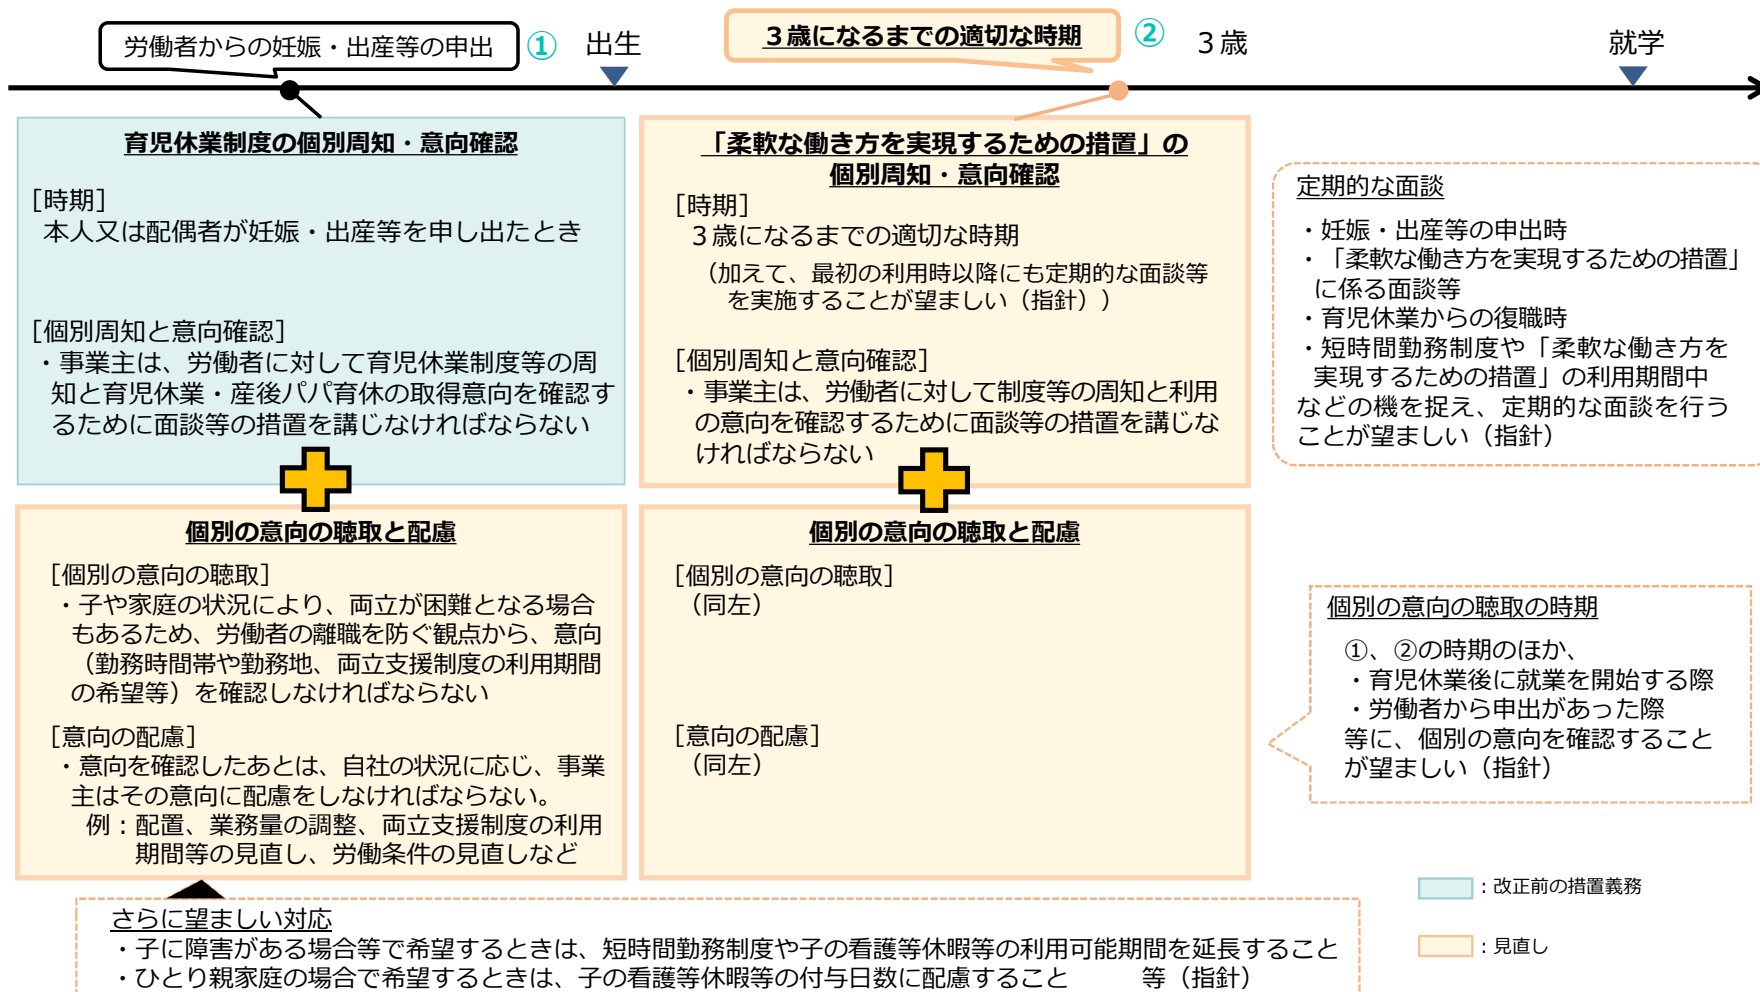 労働者からの妊娠・出産等の申出
①
出生
３歳になるまでの適切な時期
②
３歳
就学
育児休業制度の個別周知・意向確認
［時期］
本人又は配偶者が妊娠・出産等を申し出たとき
［個別周知と意向確認］
・事業主は、労働者に対して育児休業制度等の周
知と育児休業・産後パパ育休の取得意向を確認す
るために面談等の措置を講じなければならない
「柔軟な働き方を実現するための措置」の
個別周知・意向確認
［時期］
３歳になるまでの適切な時期
（加えて、最初の利用時以降にも定期的な面談等
を実施することが望ましい（指針））
［個別周知と意向確認］
・事業主は、労働者に対して制度等の周知と利用
の意向を確認するために面談等の措置を講じな
ければならない
定期的な面談
・妊娠・出産等の申出時
・「柔軟な働き方を実現するための措置」
に係る面談等
・育児休業からの復職時
・短時間勤務制度や「柔軟な働き方を
実現するための措置」の利用期間中
などの機を捉え、定期的な面談を行う
ことが望ましい（指針）
個別の意向の聴取と配慮
［個別の意向の聴取］
・子や家庭の状況により、両立が困難となる場合
もあるため、労働者の離職を防ぐ観点から、意向
（勤務時間帯や勤務地、両立支援制度の利用期間
の希望等）を確認しなければならない
［意向の配慮］
・意向を確認したあとは、自社の状況に応じ、事業
主はその意向に配慮をしなければならない。
例：配置、業務量の調整、両立支援制度の利用
期間等の見直し、労働条件の見直しなど
個別の意向の聴取と配慮
［個別の意向の聴取］
（同左）
［意向の配慮］
（同左）
個別の意向の聴取の時期
①、②の時期のほか、
・育児休業後に就業を開始する際
・労働者から申出があった際
等に、個別の意向を確認すること
が望ましい（指針）
：改正前の措置義務
：見直し
さらに望ましい対応
・子に障害がある場合等で希望するときは、短時間勤務制度や子の看護等休暇等の利用可能期間を延長すること
・ひとり親家庭の場合で希望するときは、子の看護等休暇等の付与日数に配慮すること　　　等（指針）